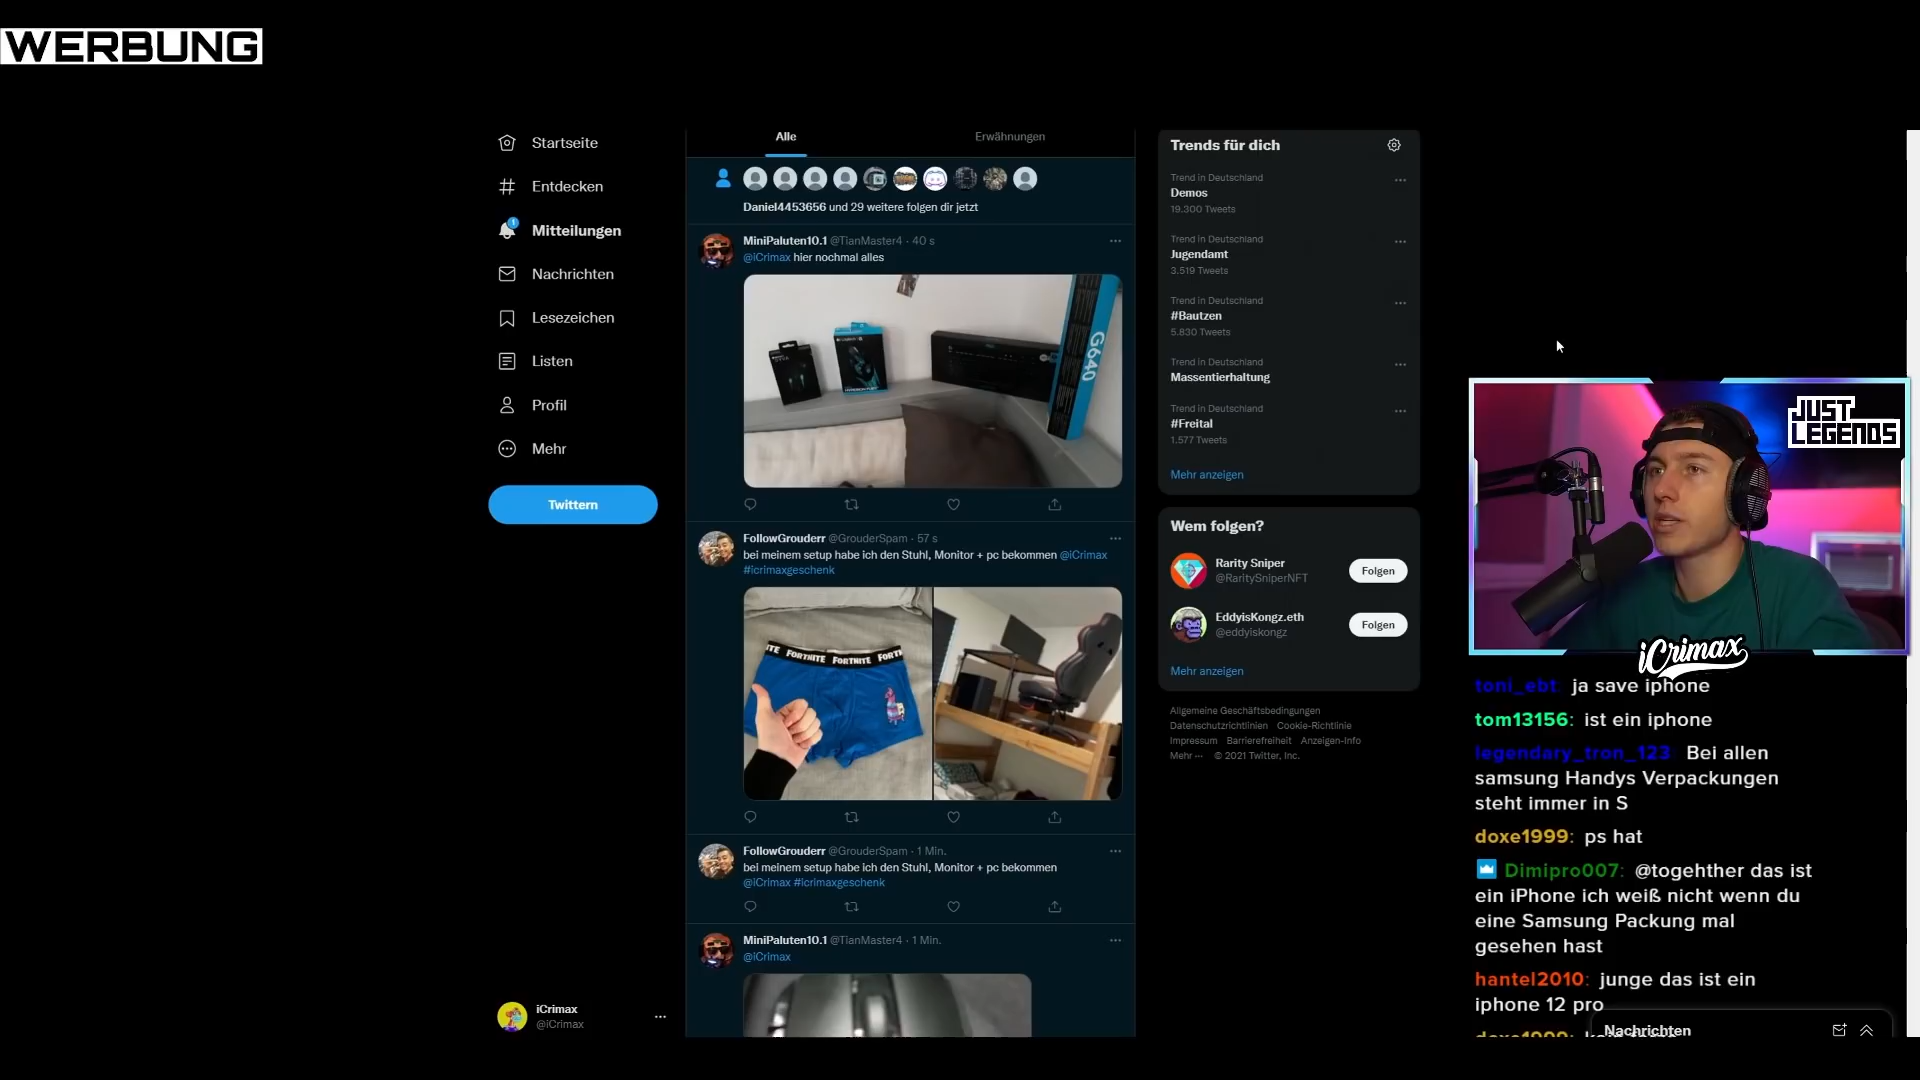 WERBUNG
Startseite
Entdecken
1
Mitteilungen
Nachrichten
Lesezeichen
Listen
Profil
Mehr
Twittern
iCrimax
@iCrimax
Alle
Erwähnungen
Daniel4453656 und 29 weitere folgen dir jetzt
MiniPaluten10.1 @TianMaster4 · 40 s
@iCrimax hier nochmal alles
G640
FollowGrouderr @GrouderSpam · 57 s
bei meinem setup habe ich den Stuhl, Monitor + pc bekommen @iCrimax
#icrimaxgeschenk
FORTNITE FORTNITE
FollowGrouderr @GrouderSpam · 1 Min.
bei meinem setup habe ich den Stuhl, Monitor + pc bekommen
@iCrimax #icrimaxgeschenk
MiniPaluten10.1 @TianMaster4 · 1 Min.
@iCrimax
Trends für dich
Trend in Deutschland
Demos
19.300 Tweets
Trend in Deutschland
Jugendamt
3.519 Tweets
Trend in Deutschland
#Bautzen
5.830 Tweets
Trend in Deutschland
Massentierhaltung
Trend in Deutschland
#Freital
1.577 Tweets
Mehr anzeigen
Wem folgen?
Rarity Sniper
@RaritySniperNFT
Folgen
EddyisKongz.eth
@eddyiskongz
Folgen
Mehr anzeigen
Allgemeine Geschäftsbedingungen
Datenschutzrichtlinien Cookie-Richtlinie
Impressum Barrierefreiheit Anzeigen-Info
Mehr ··· © 2021 Twitter, Inc.
JUST
LEGENDS
iCrimax
toni_ebt: ja save iphone
tom13156: ist ein iphone
legendary_tron_123: Bei allen
samsung Handys Verpackungen
steht immer in S
doxe1999: ps hat
Dimipro007: @togehther das ist
ein iPhone ich weiß nicht wenn du
eine Samsung Packung mal
gesehen hast
hantel2010: junge das ist ein
iphone 12 pro
Nachrichten